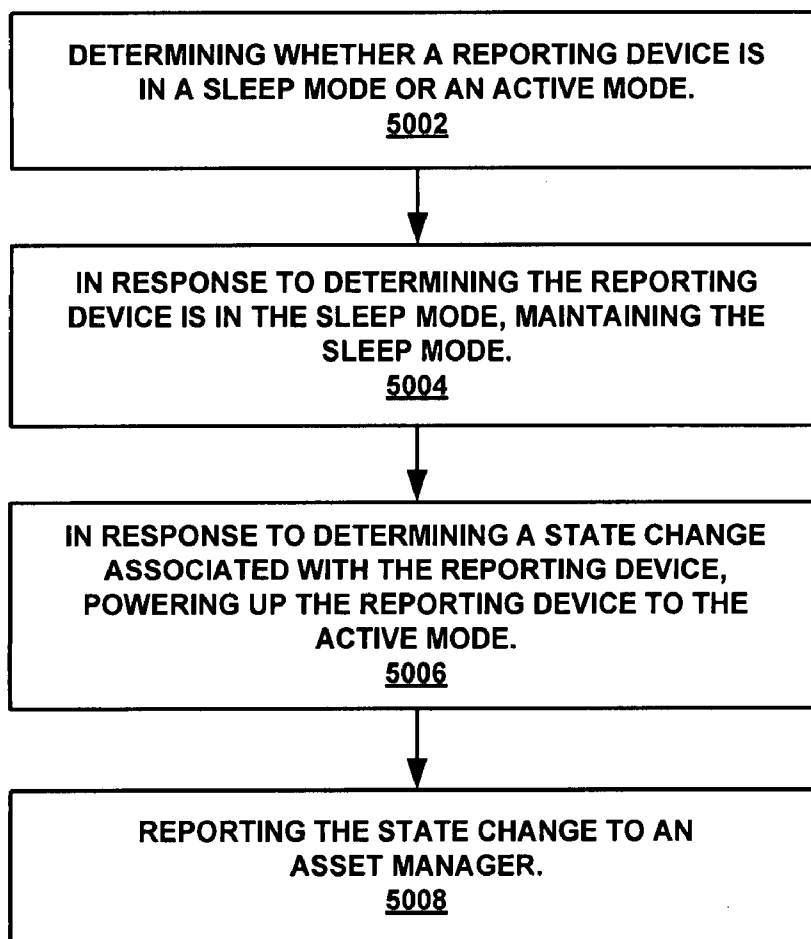 DETERMINING WHETHER A REPORTING DEVICE IS
IN A SLEEP MODE OR AN ACTIVE MODE.
5002
IN RESPONSE TO DETERMINING THE REPORTING
DEVICE IS IN THE SLEEP MODE, MAINTAINING THE
SLEEP MODE.
5004
IN RESPONSE TO DETERMINING A STATE CHANGE
ASSOCIATED WITH THE REPORTING DEVICE,
POWERING UP THE REPORTING DEVICE TO THE
ACTIVE MODE.
5006
REPORTING THE STATE CHANGE TO AN
ASSET MANAGER.
5008